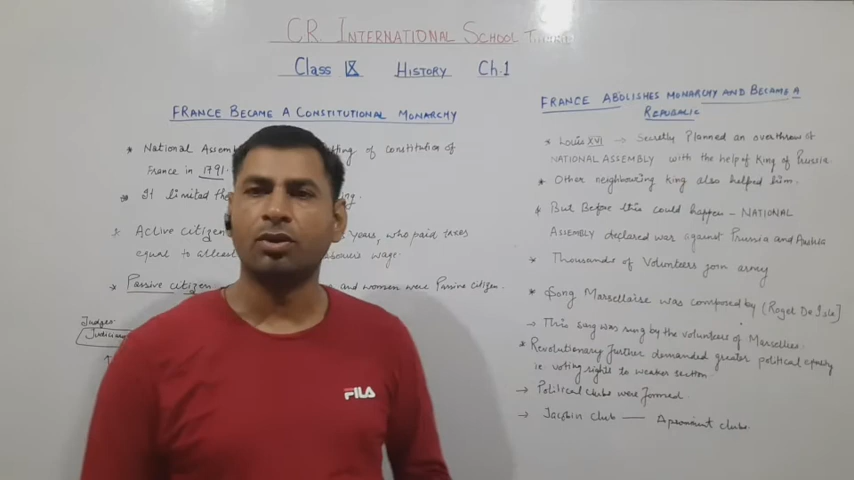 CR INTERNATIONAL SCHOOL
Class IX HISTORY Ch.1
FRANCE BECAME A CONSTITUTIONAL MONARCHY
* National Assem ting of constitution of
France in 1791.
* It limited the
* Active citizen years, who paid taxes
equal to atleast wage.
* Passive citizen and women were Passive citizen.
Judges
Judiciary
FRANCE ABOLISHES MONARCHY AND BECAME A
REPUBLIC
* Louis XVI → Secretly Planned an overthrow of
NATIONAL ASSEMBLY with the help of King of Prussia.
* Other neighbouring king also helped him.
* But Before this could happen - NATIONAL
ASSEMBLY declared war against Prussia and Austria
* Thousands of Volunteers join army
* Song Marsellaise was composed by (Roget De Isle)
→ This song was sung by the volunteers of Marselles.
* Revolutionary further demanded greater political equality
i.e. voting rights to weaker section.
→ Political clubs were formed.
→ Jacobin club — A prominent clubs.
FILA